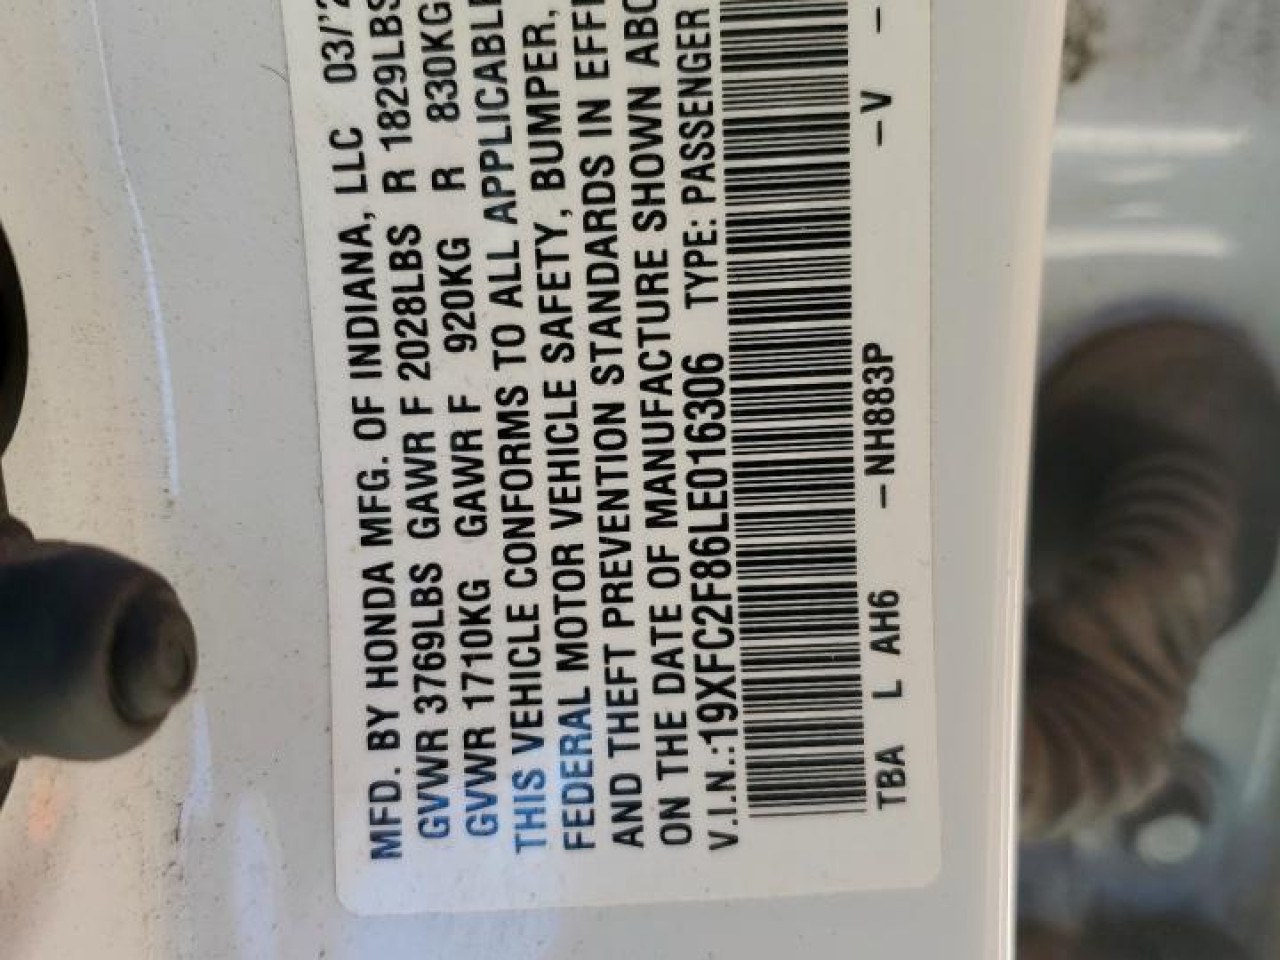 MFD. BY HONDA MFG. OF INDIANA, LLC 03/'2
GVWR 3769LBS GAWR F 2028LBS R 1829LBS
GVWR 1710KG GAWR F 920KG R 830KG
THIS VEHICLE CONFORMS TO ALL APPLICABLE
FEDERAL MOTOR VEHICLE SAFETY, BUMPER,
AND THEFT PREVENTION STANDARDS IN
ON THE DATE OF MANUFACTURE SHOWN
V.I.N.:19XFC2F86LE016306 TYPE: PASSENGER
TBA L AH6 -NH883P -V -